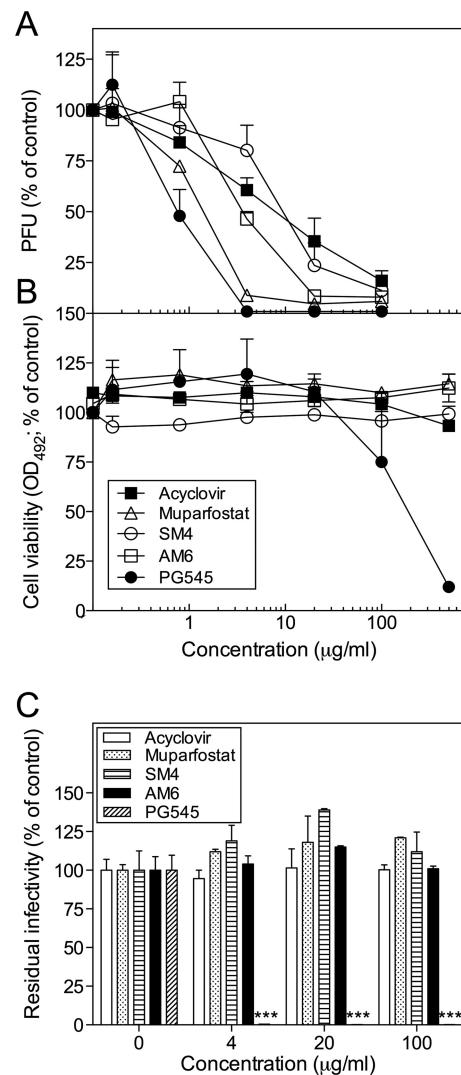 A
PFU (% of control)
125
100
75
50
25
B
Cell viability (OD492; % of control)
150
125
100
75
50
25
0
Acyclovir
Muparfostat
SM4
AM6
PG545
1
10
100
Concentration (μg/ml)
C
Residual infectivity (% of control)
150
125
100
75
50
25
0
Acyclovir
Muparfostat
SM4
AM6
PG545
***
***
***
0
4
20
100
Concentration (μg/ml)